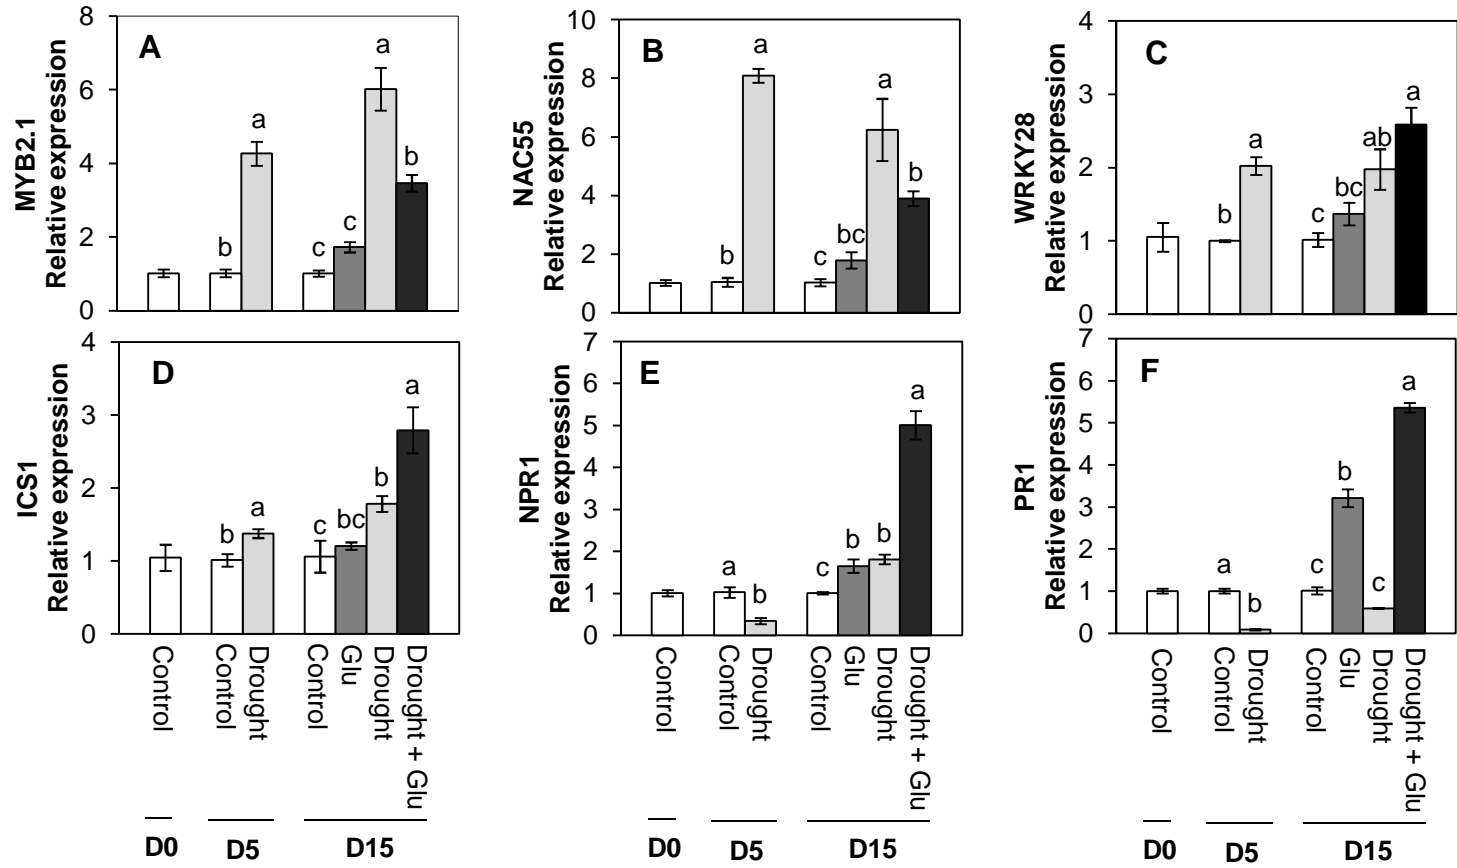 A
MYB2.1
Relative expression
8
6
4
2
0
b
a
c
c
a
b
B
NAC55
Relative expression
10
8
6
4
2
0
b
a
c
bc
a
b
C
WRKY28
Relative expression
4
3
2
1
0
b
a
c
bc
ab
a
D
ICS1
Relative expression
4
3
2
1
0
b
a
c
bc
b
a
E
NPR1
Relative expression
7
6
5
4
3
2
1
0
a
b
c
b
b
a
F
PR1
Relative expression
7
6
5
4
3
2
1
0
a
b
c
b
c
a
Control
Control
Drought
Control
Glu
Drought
Drought + Glu
D0
D5
D15
Control
Control
Drought
Control
Glu
Drought
Drought + Glu
D0
D5
D15
Control
Control
Drought
Control
Glu
Drought
Drought + Glu
D0
D5
D15